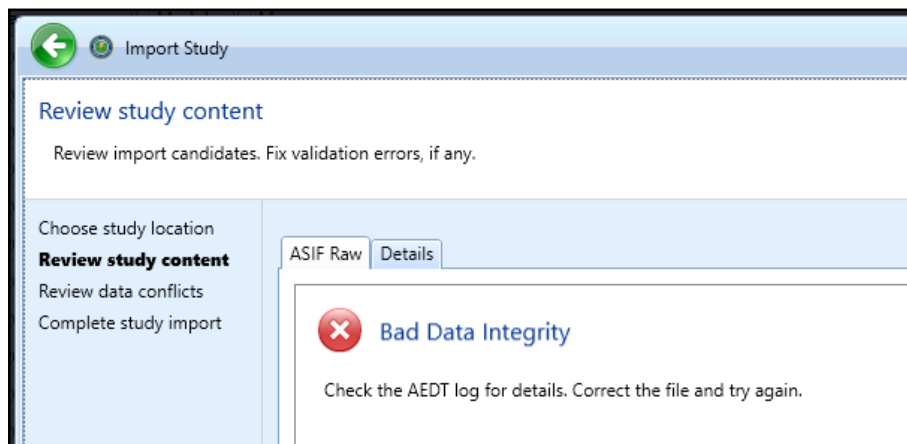 Import Study
Review study content
Review import candidates. Fix validation errors, if any.
Choose study location
Review study content
Review data conflicts
Complete study import
ASIF Raw
Details
Bad Data Integrity
Check the AEDT log for details. Correct the file and try again.